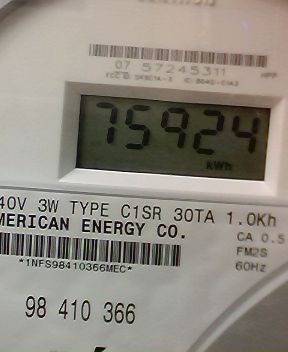 07 57245311
HPP
75924
kWh
40V 3W TYPE C1SR 30TA 1.0Kh
MERICAN ENERGY CO.
CA 0.5
*1NFS98410366MEC*
FM2S
60Hz
98 410 366